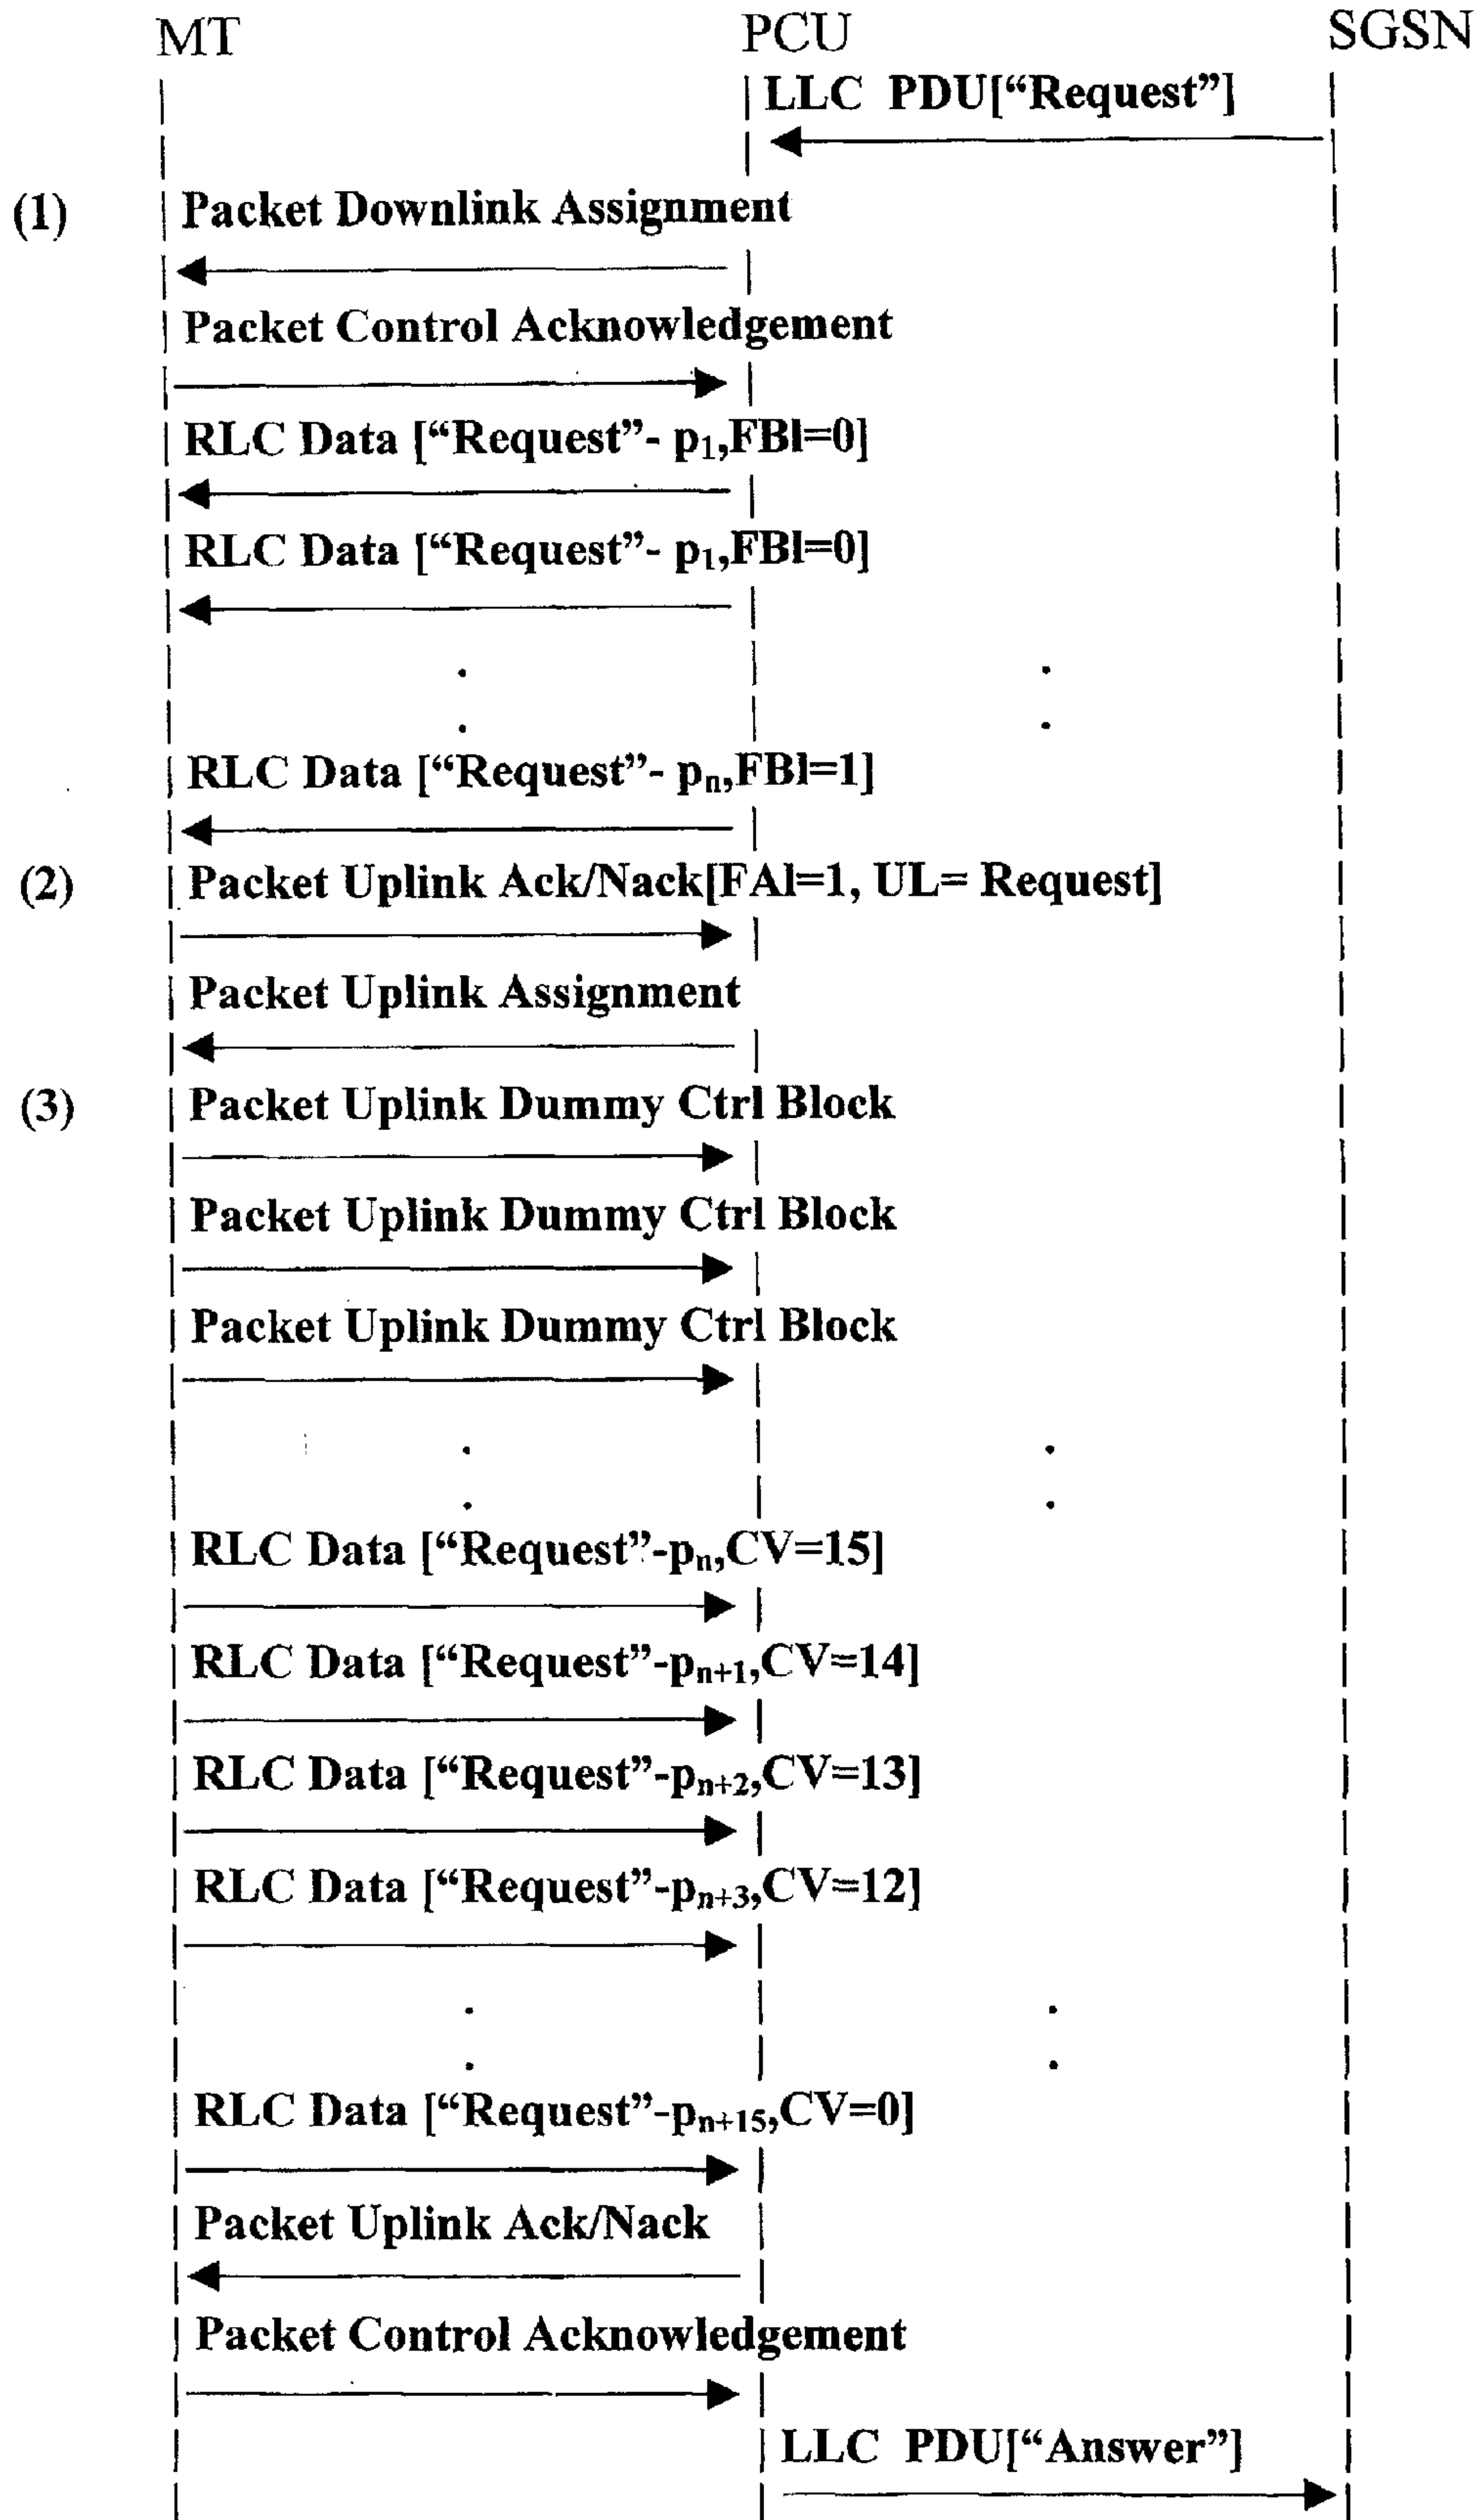 MT PCU SGSN
LLC PDU[“Request”]
(1) Packet Downlink Assignment
Packet Control Acknowledgement
RLC Data [“Request”- p₁,FBI=0]
RLC Data [“Request”- p₁,FBI=0]
. .
. .
RLC Data [“Request”- pₙ,FBI=1]
(2) Packet Uplink Ack/Nack[FAI=1, UL= Request]
Packet Uplink Assignment
(3) Packet Uplink Dummy Ctrl Block
Packet Uplink Dummy Ctrl Block
Packet Uplink Dummy Ctrl Block
. .
. .
RLC Data [“Request”-pₙ,CV=15]
RLC Data [“Request”-pₙ₊₁,CV=14]
RLC Data [“Request”-pₙ₊₂,CV=13]
RLC Data [“Request”-pₙ₊₃,CV=12]
. .
. .
RLC Data [“Request”-pₙ₊₁₅,CV=0]
Packet Uplink Ack/Nack
Packet Control Acknowledgement
LLC PDU[“Answer”]